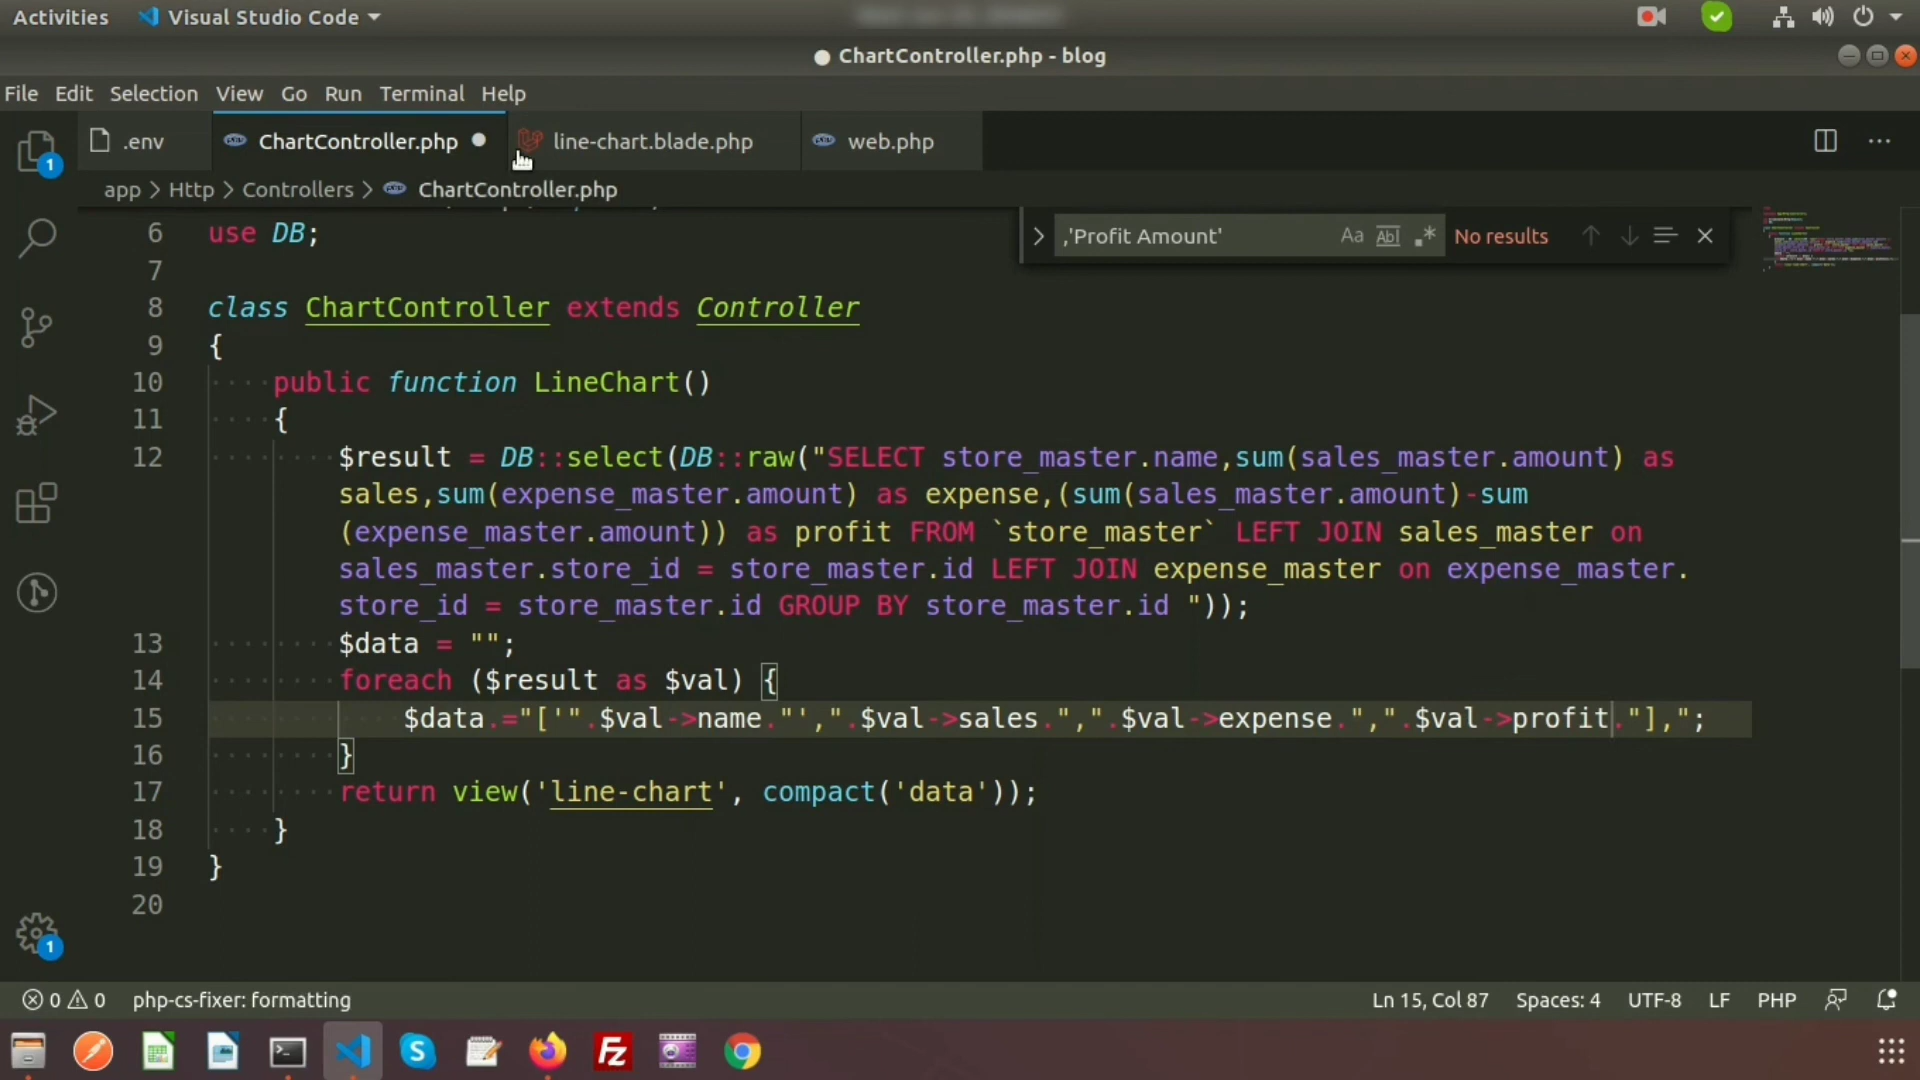 Activities Visual Studio Code
ChartController.php - blog
File Edit Selection View Go Run Terminal Help
.env ChartController.php line-chart.blade.php web.php
app > Http > Controllers > ChartController.php
,'Profit Amount' Aa Abl .* No results
6 use DB;
7
8 class ChartController extends Controller
9 {
10 public function LineChart()
11 {
12 $result = DB::select(DB::raw("SELECT store_master.name,sum(sales_master.amount) as
sales,sum(expense_master.amount) as expense,(sum(sales_master.amount)-sum
(expense_master.amount)) as profit FROM `store_master` LEFT JOIN sales_master on
sales_master.store_id = store_master.id LEFT JOIN expense_master on expense_master.
store_id = store_master.id GROUP BY store_master.id "));
13 $data = "";
14 foreach ($result as $val) {
15 $data.="['".$val->name."',".$val->sales.",".$val->expense.",".$val->profit."],";
16 }
17 return view('line-chart', compact('data'));
18 }
19 }
20
1
1
0 0 php-cs-fixer: formatting Ln 15, Col 87 Spaces: 4 UTF-8 LF PHP
S Fz